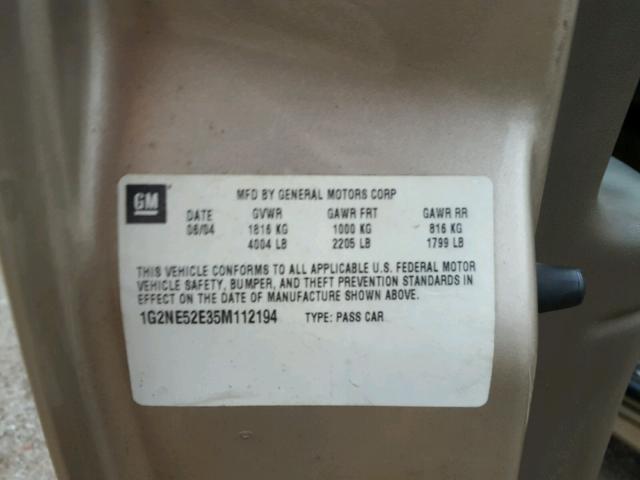 GM
MFD BY GENERAL MOTORS CORP
DATE GVWR GAWR FRT GAWR RR
06/04 1816 KG 1000 KG 816 KG
4004 LB 2205 LB 1799 LB
THIS VEHICLE CONFORMS TO ALL APPLICABLE U.S. FEDERAL MOTOR
VEHICLE SAFETY, BUMPER, AND THEFT PREVENTION STANDARDS IN
EFFECT ON THE DATE OF MANUFACTURE SHOWN ABOVE.
1G2NE52E35M112194 TYPE: PASS CAR